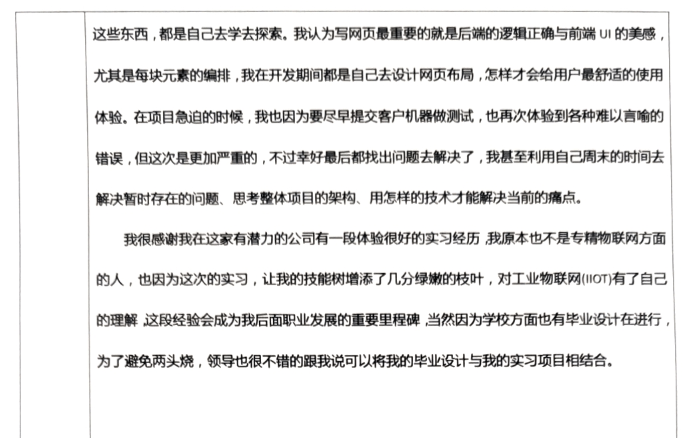 这些东西，都是自己去学去探索。我认为写网页最重要的就是后端的逻辑正确与前端 UI 的美感，
尤其是每块元素的编排，我在开发期间都是自己去设计网页布局，怎样才会给用户最舒适的使用
体验。在项目急迫的时候，我也因为要尽早提交客户机器做测试，也再次体验到各种难以言喻的
错误，但这次是更加严重的，不过幸好最后都找出问题去解决了，我甚至利用自己周末的时间去
解决暂时存在的问题、思考整体项目的架构、用怎样的技术才能解决当前的痛点。
我很感谢我在这家有潜力的公司有一段体验很好的实习经历，我原本也不是专精物联网方面
的人，也因为这次的实习，让我的技能树增添了几分绿嫩的枝叶，对工业物联网(IIOT)有了自己
的理解，这段经验会成为我后面职业发展的重要里程碑，当然因为学校方面也有毕业设计在进行，
为了避免两头烧，领导也很不错的跟我说可以将我的毕业设计与我的实习项目相结合。